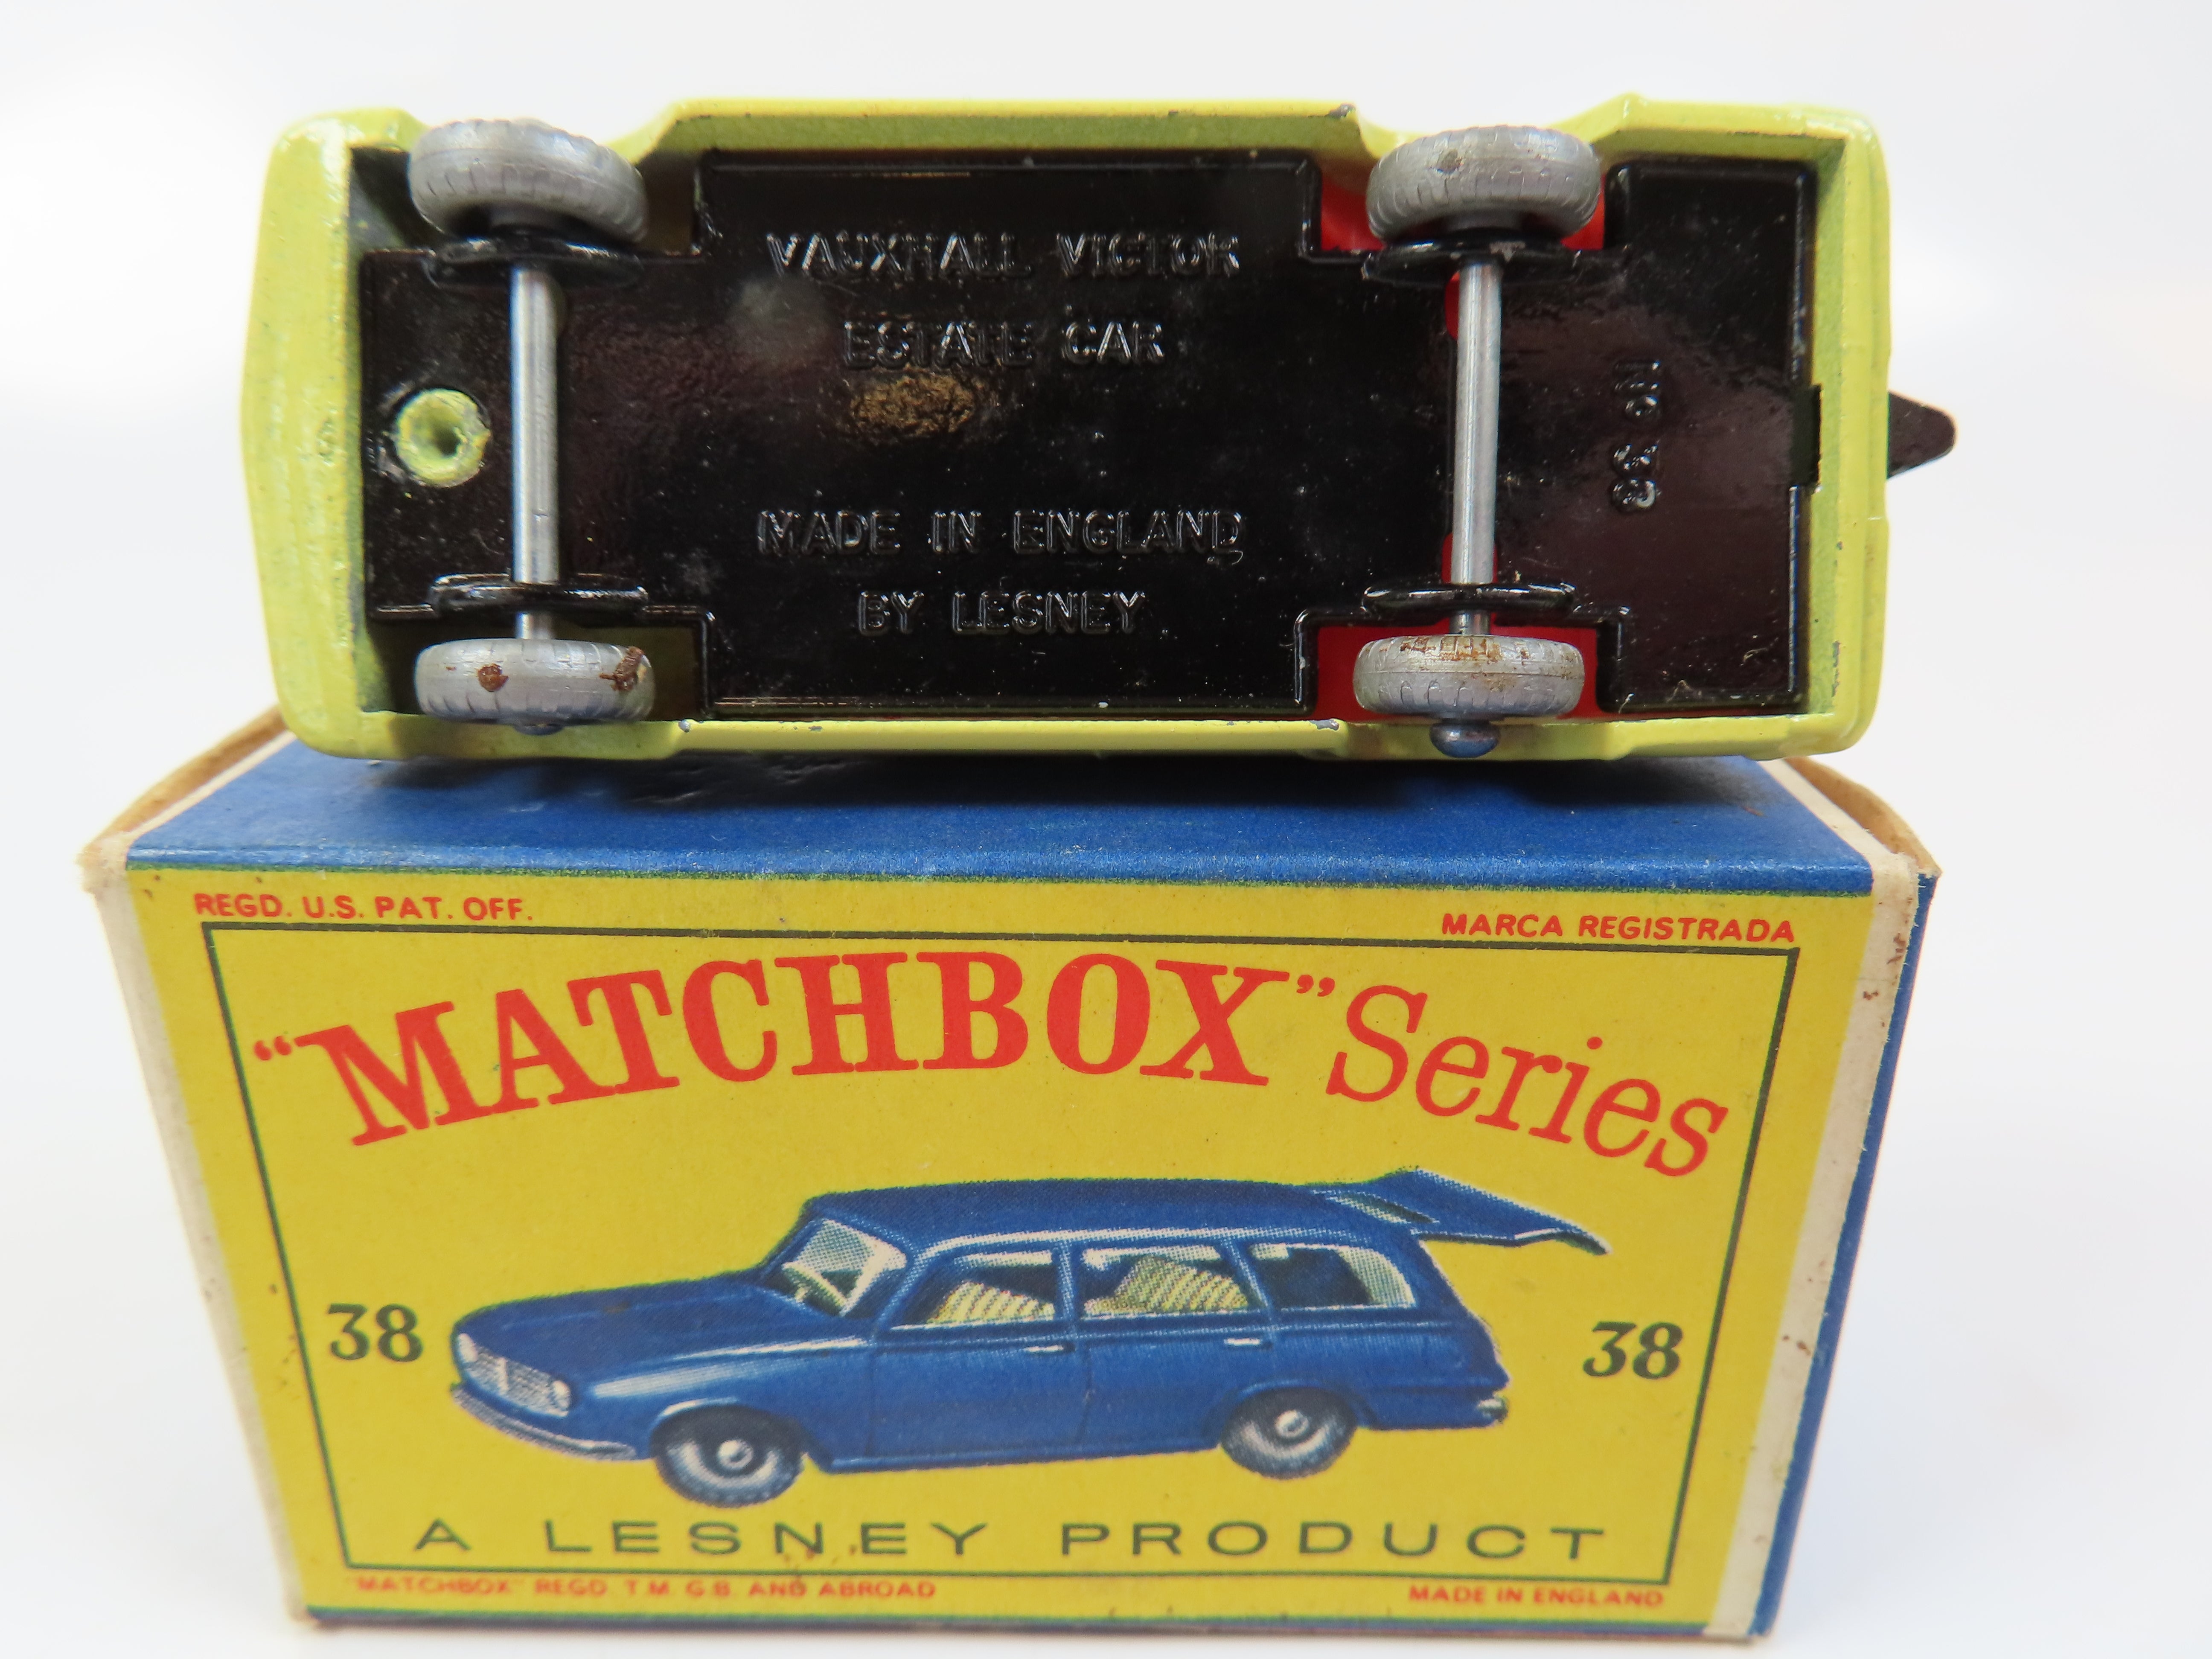 VAUXHALL VICTOR
ESTATE CAR
MADE IN ENGLAND
BY LESNEY
No 38
REGD. U.S. PAT. OFF.
MARCA REGISTRADA
"MATCHBOX" Series
38
38
A LESNEY PRODUCT
"MATCHBOX" REGD. T.M. G.B. AND ABROAD
MADE IN ENGLAND